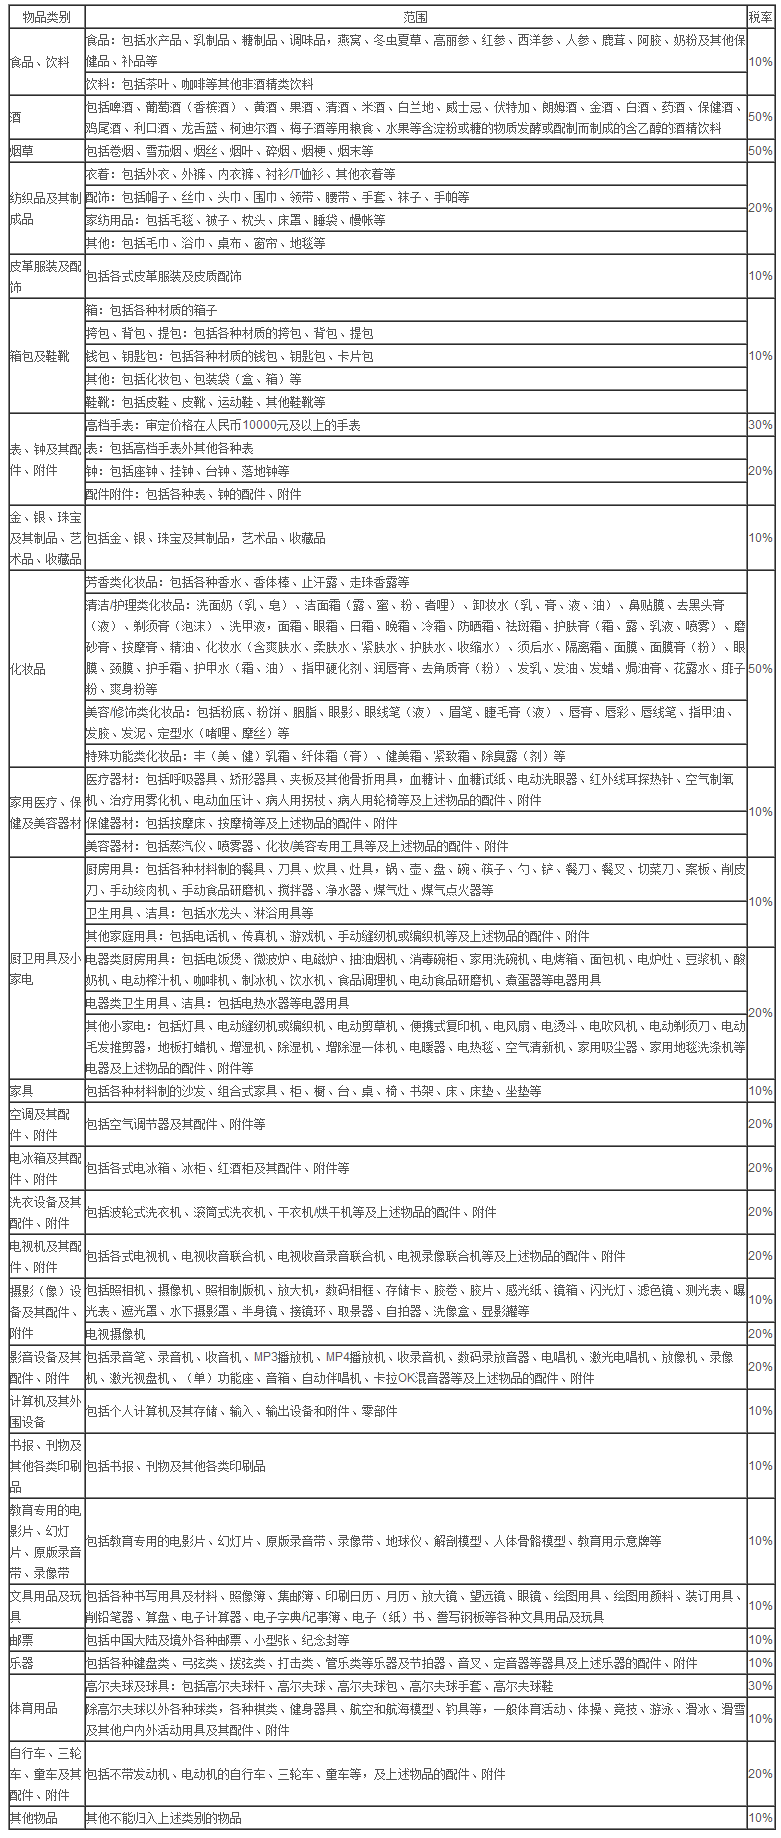 物品类别 范围 税率
食品、饮料
食品：包括水产品、乳制品、糖制品、调味品，燕窝、冬虫夏草、高丽参、红参、西洋参、人参、鹿茸、阿胶、奶粉及其他保
健品、补品等
饮料：包括茶叶、咖啡等其他非酒精类饮料
10%
酒
包括啤酒、葡萄酒（香槟酒）、黄酒、果酒、清酒、米酒、白兰地、威士忌、伏特加、朗姆酒、金酒、白酒、药酒、保健酒、
鸡尾酒、利口酒、龙舌蓝、柯迪尔酒、梅子酒等用粮食、水果等含淀粉或糖的物质发酵或配制而制成的含乙醇的酒精饮料
50%
烟草 包括卷烟、雪茄烟、烟丝、烟叶、碎烟、烟梗、烟末等 50%
纺织品及其制
成品
衣着：包括外衣、外裤、内衣裤、衬衫/T恤衫、其他衣着等
配饰：包括帽子、丝巾、头巾、围巾、领带、腰带、手套、袜子、手帕等
家纺用品：包括毛毯、被子、枕头、床罩、睡袋、幔帐等
其他：包括毛巾、浴巾、桌布、窗帘、地毯等
20%
皮革服装及配
饰
包括各式皮革服装及皮质配饰 10%
箱包及鞋靴
箱：包括各种材质的箱子
挎包、背包、提包：包括各种材质的挎包、背包、提包
钱包、钥匙包：包括各种材质的钱包、钥匙包、卡片包
其他：包括化妆包、包装袋（盒、箱）等
鞋靴：包括皮鞋、皮靴、运动鞋、其他鞋靴等
10%
表、钟及其配
件、附件
高档手表：审定价格在人民币10000元及以上的手表 30%
表：包括高档手表外其他各种表
钟：包括座钟、挂钟、台钟、落地钟等
配件附件：包括各种表、钟的配件、附件
20%
金、银、珠宝
及其制品、艺
术品、收藏品
包括金、银、珠宝及其制品，艺术品、收藏品 10%
化妆品
芳香类化妆品：包括各种香水、香体棒、止汗露、走珠香露等
清洁/护理类化妆品：洗面奶（乳、皂）、洁面霜（露、蜜、粉、者哩）、卸妆水（乳、膏、液、油）、鼻贴膜、去黑头膏
（液）、剃须膏（泡沫）、洗甲液，面霜、眼霜、日霜、晚霜、冷霜、防晒霜、祛斑霜、护肤膏（霜、露、乳液、喷雾）、磨
砂膏、按摩膏、精油、化妆水（含爽肤水、柔肤水、紧肤水、护肤水、收缩水）、须后水、隔离霜、面膜、面膜膏（粉）、眼
膜、颈膜、护手霜、护甲水（霜、油）、指甲硬化剂、润唇膏、去角质膏（粉）、发乳、发油、发蜡、焗油膏、花露水、痱子
粉、爽身粉等
美容/修饰类化妆品：包括粉底、粉饼、胭脂、眼影、眼线笔（液）、眉笔、睫毛膏（液）、唇膏、唇彩、唇线笔、指甲油、
发胶、发泥、定型水（啫哩、摩丝）等
特殊功能类化妆品：丰（美、健）乳霜、纤体霜（膏）、健美霜、紧致霜、除臭露（剂）等
50%
家用医疗、保
健及美容器材
医疗器材：包括呼吸器具、矫形器具、夹板及其他骨折用具，血糖计、血糖试纸、电动洗眼器、红外线耳探热针、空气制氧
机、治疗用雾化机、电动血压计、病人用拐杖、病人用轮椅等及上述物品的配件、附件
保健器材：包括按摩床、按摩椅等及上述物品的配件、附件
美容器材：包括蒸汽仪、喷雾器、化妆/美容专用工具等及上述物品的配件、附件
10%
厨卫用具及小
家电
厨房用具：包括各种材料制的餐具、刀具、炊具、灶具，锅、壶、盘、碗、筷子、勺、铲、餐刀、餐叉、切菜刀、案板、削皮
刀、手动绞肉机、手动食品研磨机、搅拌器、净水器、煤气灶、煤气点火器等
卫生用具、洁具：包括水龙头、淋浴用具等
其他家庭用具：包括电话机、传真机、游戏机、手动缝纫机或编织机等及上述物品的配件、附件
10%
电器类厨房用具：包括电饭煲、微波炉、电磁炉、抽油烟机、消毒碗柜、家用洗碗机、电烤箱、面包机、电炉灶、豆浆机、酸
奶机、电动榨汁机、咖啡机、制冰机、饮水机、食品调理机、电动食品研磨机、煮蛋器等电器用具
电器类卫生用具、洁具：包括电热水器等电器用具
其他小家电：包括灯具、电动缝纫机或编织机、电动剪草机、便携式复印机、电风扇、电烫斗、电吹风机、电动剃须刀、电动
毛发推剪器，地板打蜡机、增湿机、除湿机、增除湿一体机、电暖器、电热毯、空气清新机、家用吸尘器、家用地毯洗涤机等
电器及上述物品的配件、附件等
20%
家具 包括各种材料制的沙发、组合式家具、柜、橱、台、桌、椅、书架、床、床垫、坐垫等 10%
空调及其配
件、附件
包括空气调节器及其配件、附件等 20%
电冰箱及其配
件、附件
包括各式电冰箱、冰柜、红酒柜及其配件、附件等 20%
洗衣设备及其
配件、附件
包括波轮式洗衣机、滚筒式洗衣机、干衣机/烘干机等及上述物品的配件、附件 20%
电视机及其配
件、附件
包括各式电视机、电视收音联合机、电视收音录音联合机、电视录像联合机等及上述物品的配件、附件 20%
摄影（像）设
备及其配件、
附件
包括照相机、摄像机、照相制版机、放大机，数码相框、存储卡、胶卷、胶片、感光纸、镜箱、闪光灯、滤色镜、测光表、曝
光表、遮光罩、水下摄影罩、半身镜、接镜环、取景器、自拍器、洗像盒、显影罐等
10%
电视摄像机 20%
影音设备及其
配件、附件
包括录音笔、录音机、收音机、MP3播放机、MP4播放机、收录音机、数码录放音器、电唱机、激光电唱机、放像机、录像
机、激光视盘机、（单）功能座、音箱、自动伴唱机、卡拉OK混音器等及上述物品的配件、附件
20%
计算机及其外
围设备
包括个人计算机及其存储、输入、输出设备和附件、零部件 10%
书报、刊物及
其他各类印刷
品
包括书报、刊物及其他各类印刷品 10%
教育专用的电
影片、幻灯
片、原版录音
带、录像带
包括教育专用的电影片、幻灯片、原版录音带、录像带、地球仪、解剖模型、人体骨骼模型、教育用示意牌等 10%
文具用品及玩
具
包括各种书写用具及材料、照像簿、集邮簿、印刷日历、月历、放大镜、望远镜、眼镜、绘图用具、绘图用颜料、装订用具、
削铅笔器、算盘、电子计算器、电子字典/记事簿、电子（纸）书、誊写钢板等各种文具用品及玩具
10%
邮票 包括中国大陆及境外各种邮票、小型张、纪念封等 10%
乐器 包括各种键盘类、弓弦类、拨弦类、打击类、管乐类等乐器及节拍器、音叉、定音器等器具及上述乐器的配件、附件 10%
体育用品
高尔夫球及球具：包括高尔夫球杆、高尔夫球、高尔夫球包、高尔夫球手套、高尔夫球鞋 30%
除高尔夫球以外各种球类，各种棋类、健身器具、航空和航海模型、钓具等，一般体育活动、体操、竞技、游泳、滑冰、滑雪
及其他户内外活动用具及其配件、附件
10%
自行车、三轮
车、童车及其
配件、附件
包括不带发动机、电动机的自行车、三轮车、童车等，及上述物品的配件、附件 20%
其他物品 其他不能归入上述类别的物品 10%